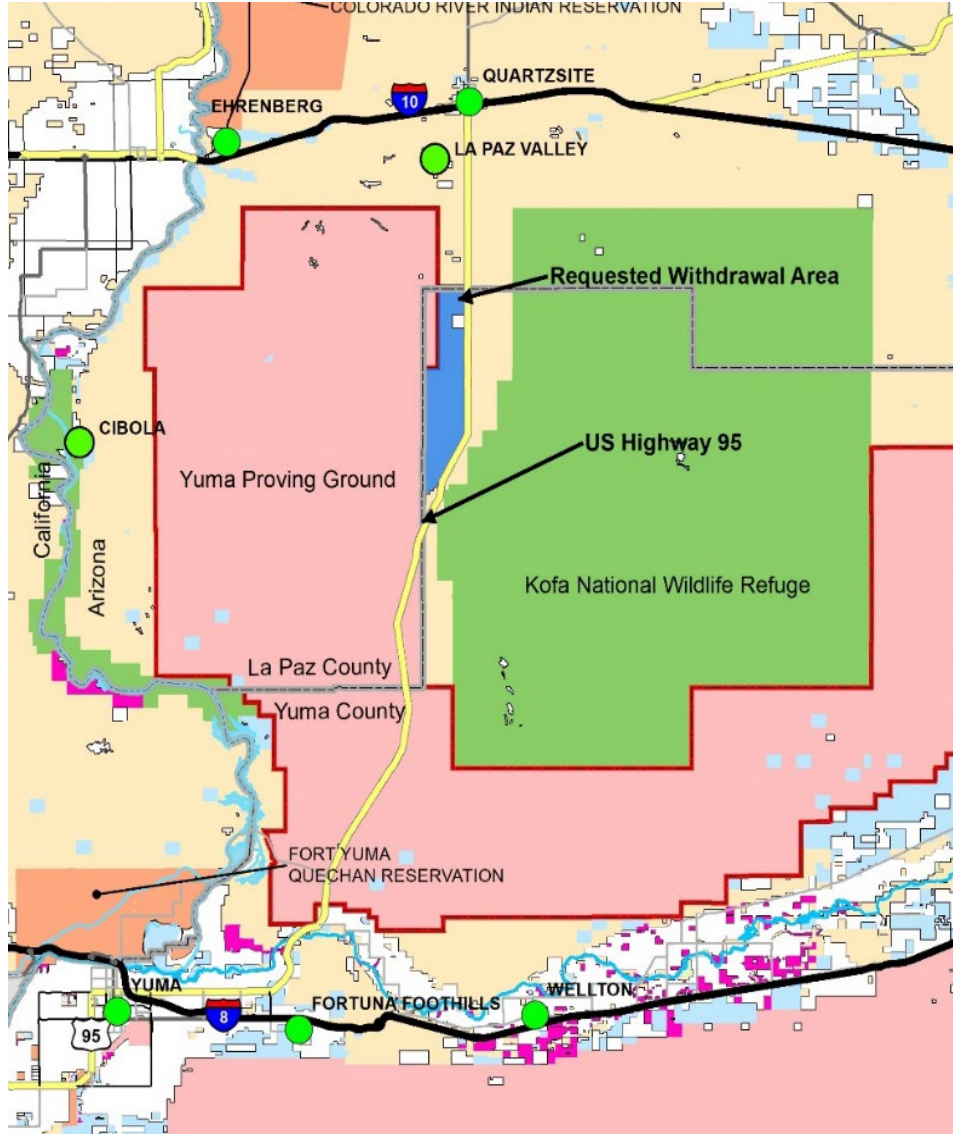 COLORADO RIVER INDIAN RESERVATION
QUARTZSITE
10
EHRENBERG
LA PAZ VALLEY
Requested Withdrawal Area
CIBOLA
US Highway 95
Yuma Proving Ground
California
Arizona
Kofa National Wildlife Refuge
La Paz County
Yuma County
FORT YUMA
QUECHAN RESERVATION
YUMA
FORTUNA FOOTHILLS
WELLTON
8
95